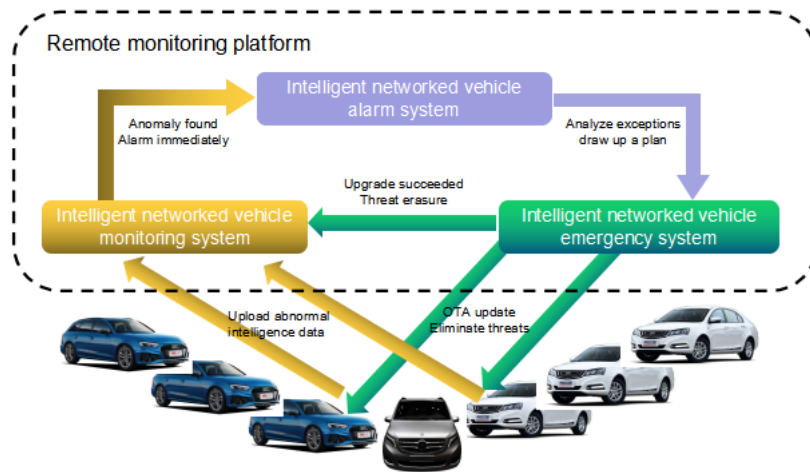 Remote monitoring platform
Intelligent networked vehicle
alarm system
Anomaly found
Alarm immediately
Analyze exceptions
draw up a plan
Upgrade succeeded
Threat erasure
Intelligent networked vehicle
monitoring system
Intelligent networked vehicle
emergency system
Upload abnormal
intelligence data
OTA update
Eliminate threats